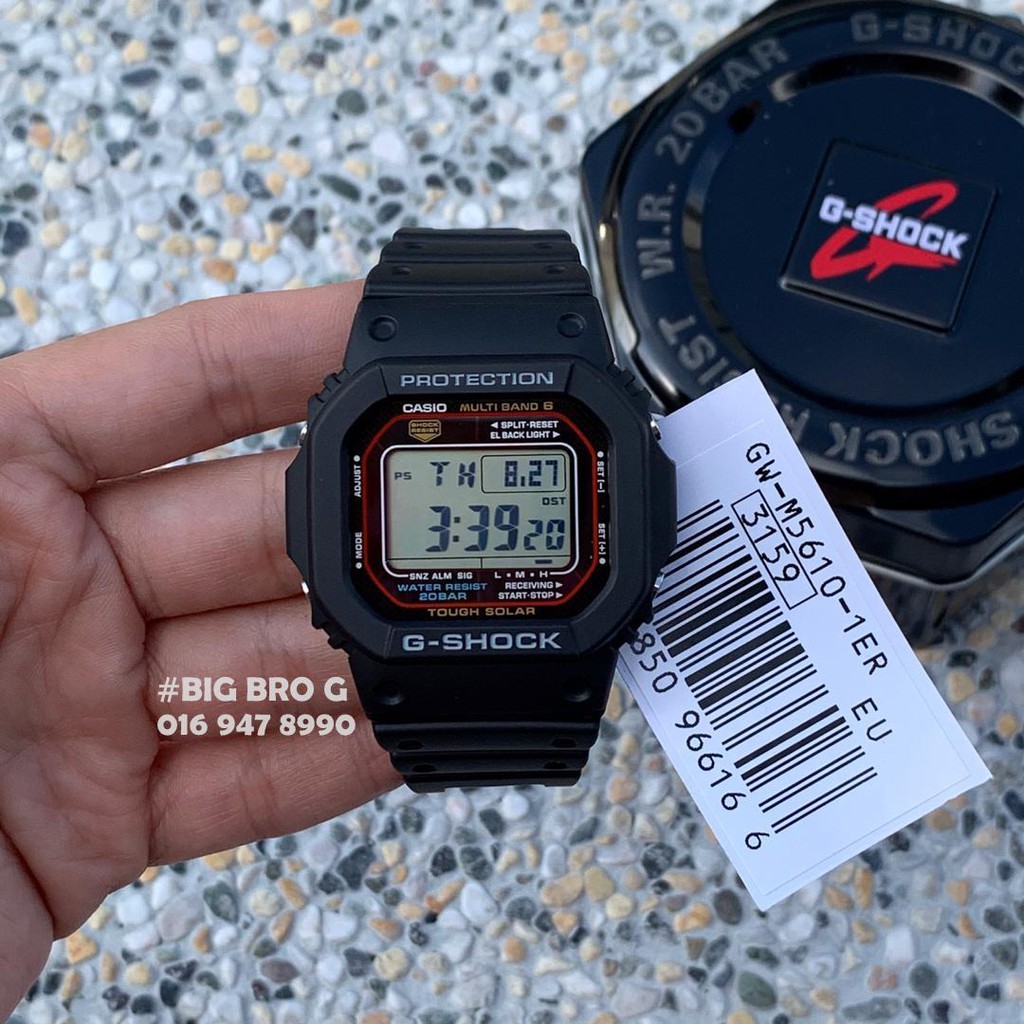 G-SHOCK
W.R. 20BAR
G-SHOCK
PROTECTION
CASIO MULTI BAND 6
SHOCK RESIST
◀ SPLIT·RESET
EL BACK LIGHT ▶
ADJUST
MODE
SET [-]
SET [+]
PS TH 8.27
DST
3:39 20
SNZ ALM SIG
L • M • H
WATER RESIST
20BAR
RECEIVING ▶
START·STOP ▶
TOUGH SOLAR
G-SHOCK
GW-M5610-1ER EU
3159
850 96616 6
#BIG BRO G
016 947 8990